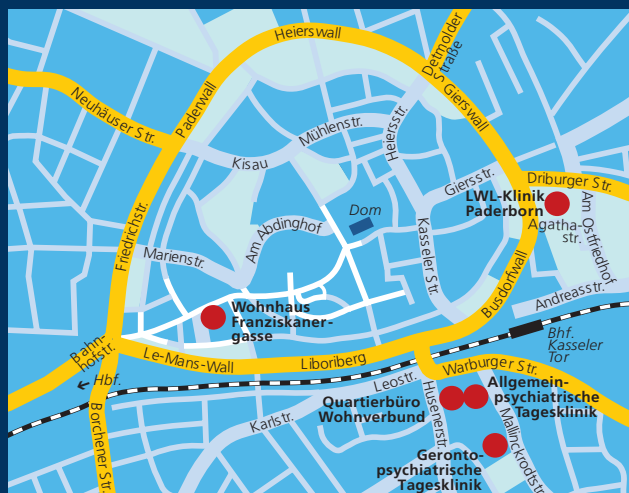 Heierswall
Detmolder
Straße
Neuhäuser Str.
Paderwall
Gierswall
Mühlenstr.
Heiersstr.
Kisau
Giersstr.
Driburger Str.
LWL-Klinik
Paderborn
Dom
Am Abdinghof
Agatha-
str.
Am Ostfriedhof
Friedrichstr.
Marienstr.
Kasseler Str.
Busdorfwall
Andreasstr.
Wohnhaus
Franziskaner-
gasse
Bahn-
hofstr.
Le-Mans-Wall
Liboriberg
Bhf.
Kasseler
Tor
Warburger Str.
← Hbf.
Leostr.
Allgemein-
psychiatrische
Tagesklinik
Quartierbüro
Wohnverbund
Husenerstr.
Mallinckrodtstr.
Borchener Str.
Karlstr.
Geronto-
psychiatrische
Tagesklinik